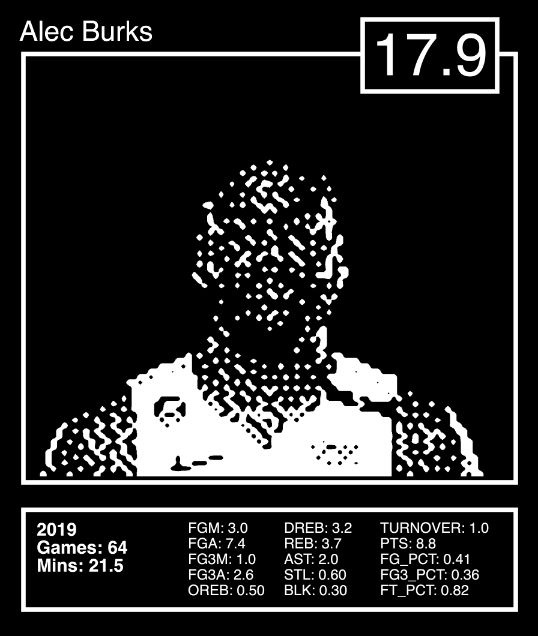 Alec Burks
17.9
2019
Games: 64
Mins: 21.5
FGM: 3.0
FGA: 7.4
FG3M: 1.0
FG3A: 2.6
OREB: 0.50
DREB: 3.2
REB: 3.7
AST: 2.0
STL: 0.60
BLK: 0.30
TURNOVER: 1.0
PTS: 8.8
FG_PCT: 0.41
FG3_PCT: 0.36
FT_PCT: 0.82